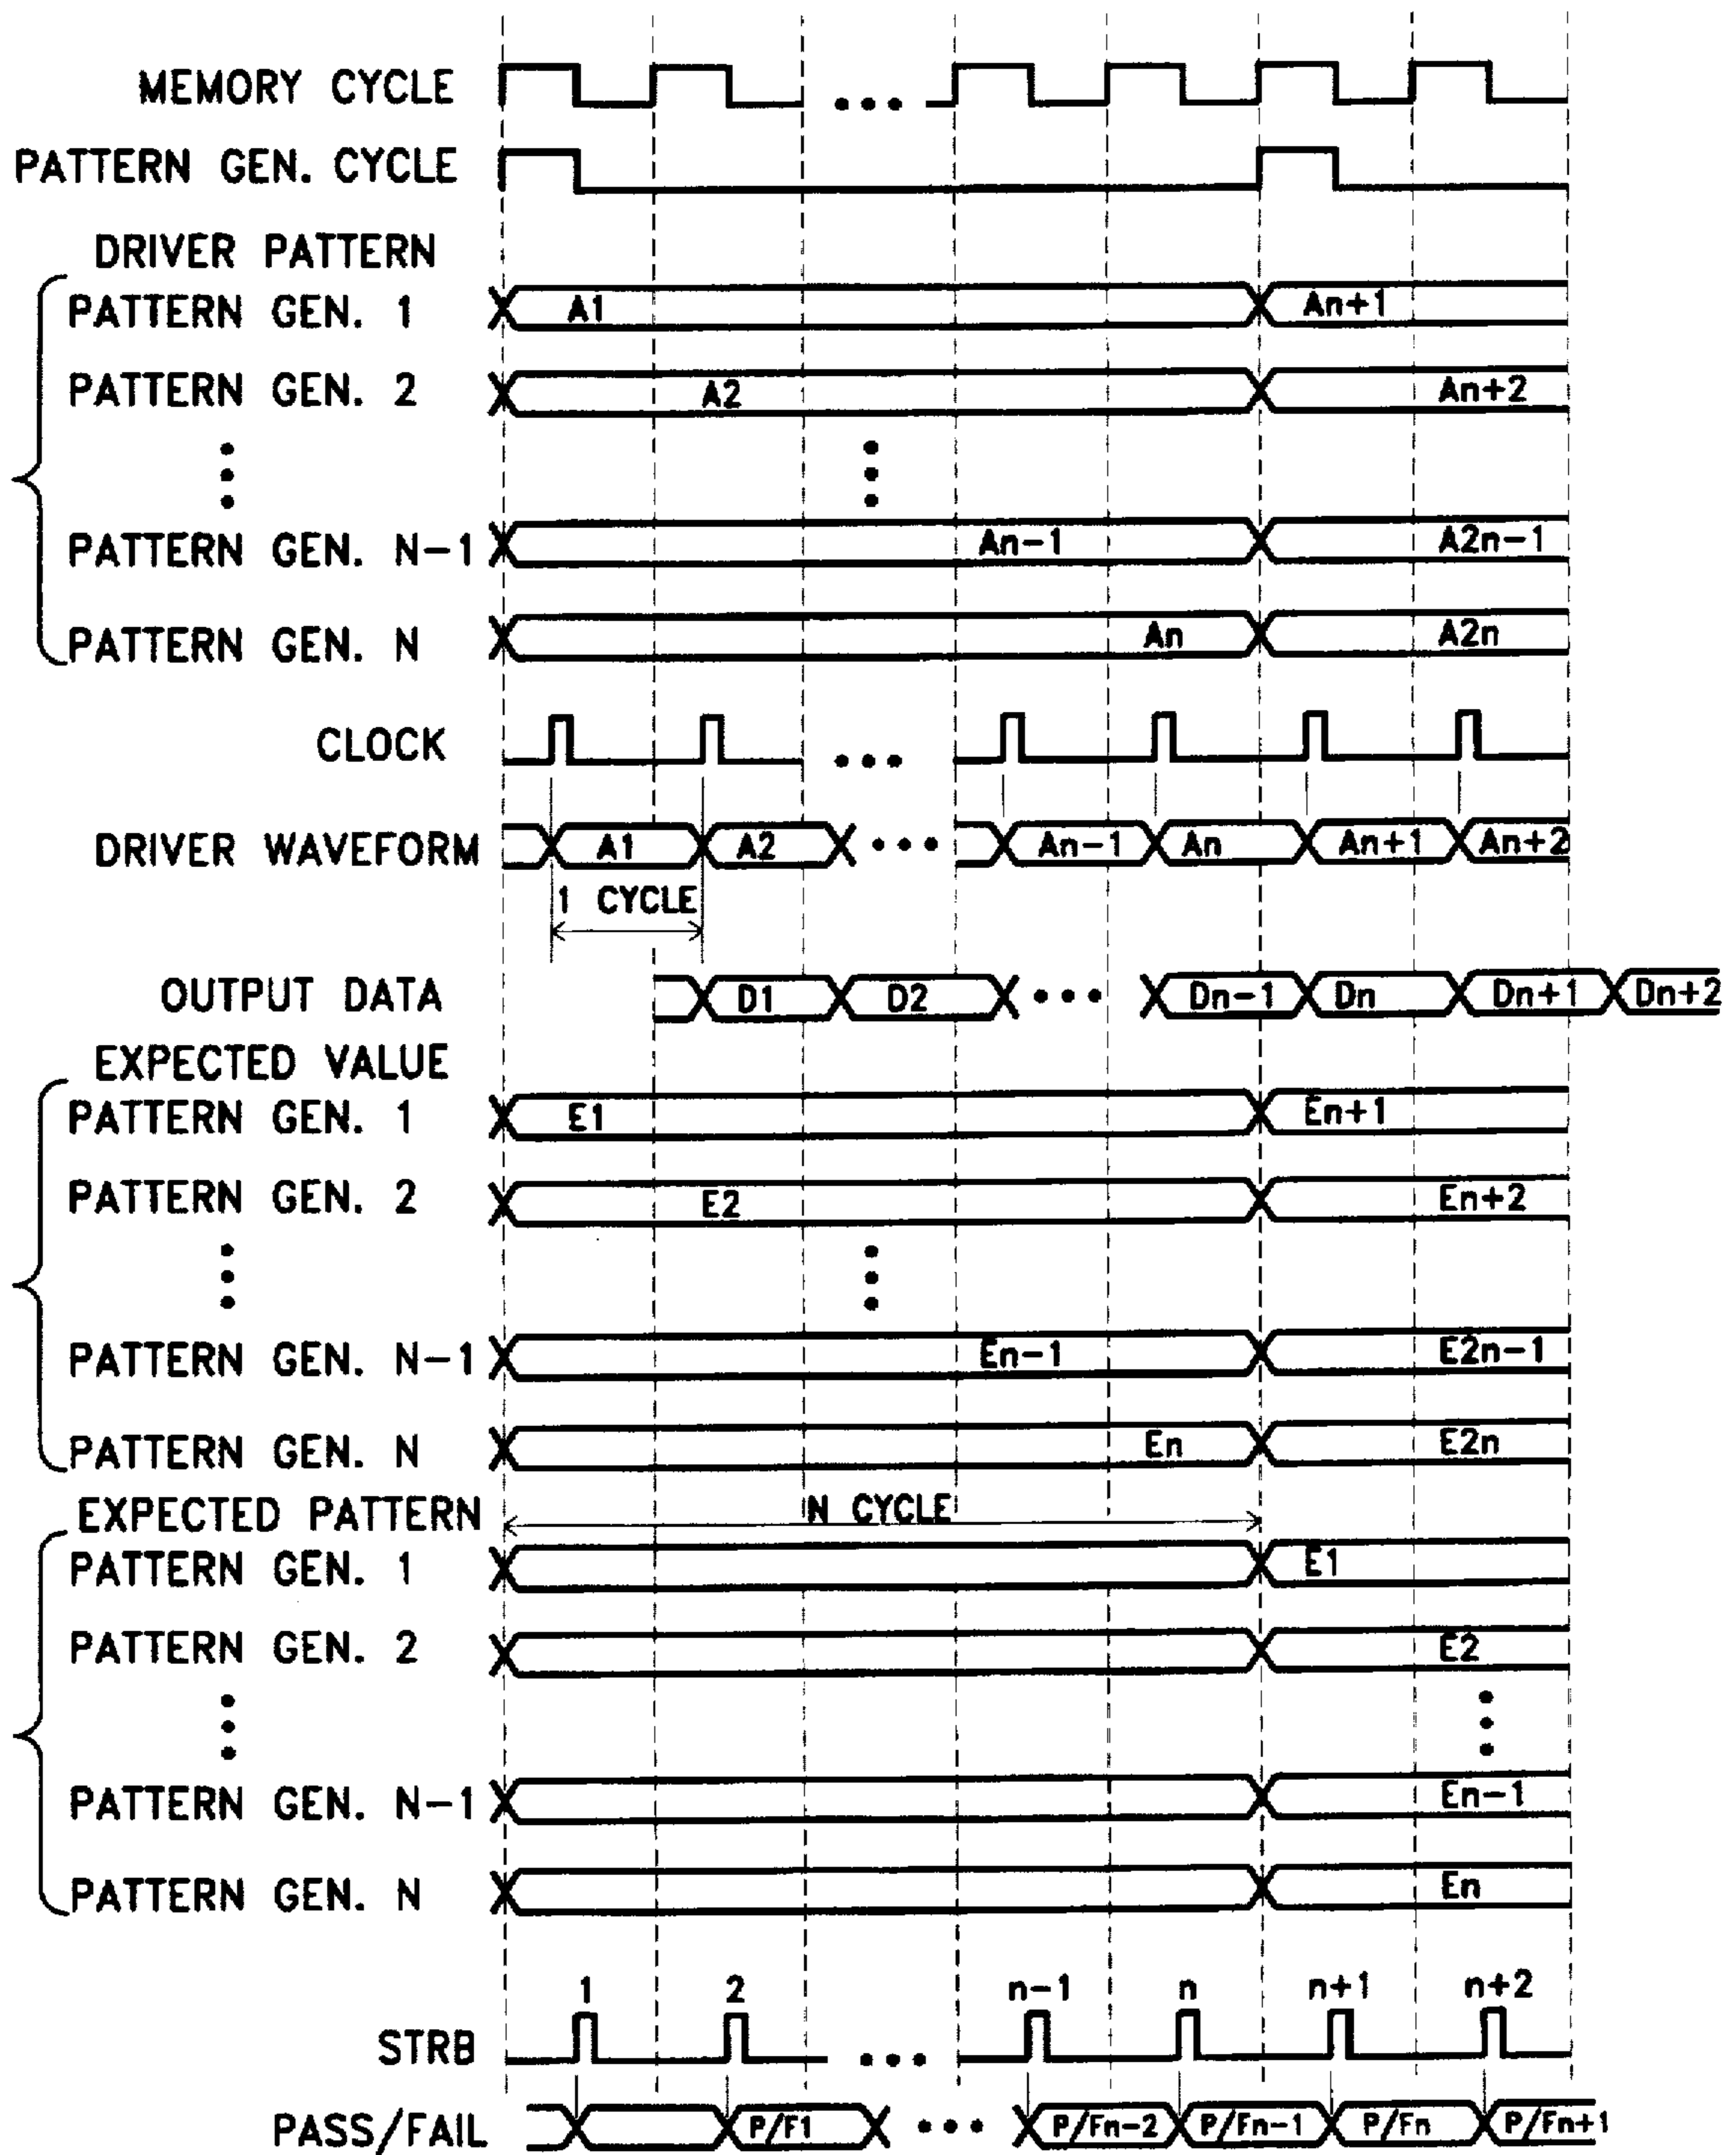 MEMORY CYCLE
PATTERN GEN. CYCLE
DRIVER PATTERN
PATTERN GEN. 1 A1 An+1
PATTERN GEN. 2 A2 An+2
PATTERN GEN. N-1 An-1 A2n-1
PATTERN GEN. N An A2n
CLOCK
DRIVER WAVEFORM A1 A2 An-1 An An+1 An+2
1 CYCLE
OUTPUT DATA D1 D2 Dn-1 Dn Dn+1 Dn+2
EXPECTED VALUE
PATTERN GEN. 1 E1 En+1
PATTERN GEN. 2 E2 En+2
PATTERN GEN. N-1 En-1 E2n-1
PATTERN GEN. N En E2n
EXPECTED PATTERN N CYCLE
PATTERN GEN. 1 E1
PATTERN GEN. 2 E2
PATTERN GEN. N-1 En-1
PATTERN GEN. N En
1 2 n-1 n n+1 n+2
STRB
PASS/FAIL P/F1 P/Fn-2 P/Fn-1 P/Fn P/Fn+1